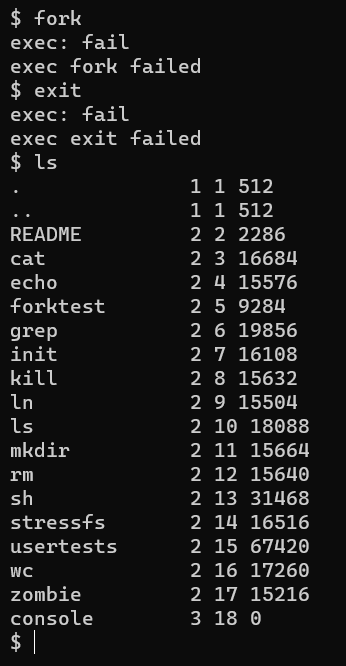 $ fork
exec: fail
exec fork failed
$ exit
exec: fail
exec exit failed
$ ls
. 1 1 512
.. 1 1 512
README 2 2 2286
cat 2 3 16684
echo 2 4 15576
forktest 2 5 9284
grep 2 6 19856
init 2 7 16108
kill 2 8 15632
ln 2 9 15504
ls 2 10 18088
mkdir 2 11 15664
rm 2 12 15640
sh 2 13 31468
stressfs 2 14 16516
usertests 2 15 67420
wc 2 16 17260
zombie 2 17 15216
console 3 18 0
$